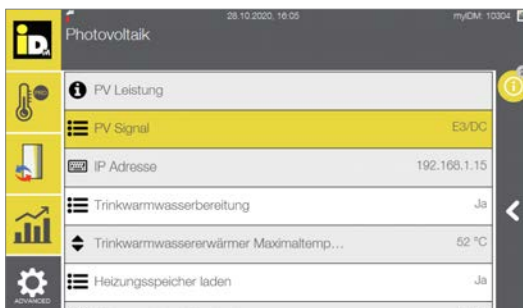 28.10.2020, 16:05
myIDM: 10304
iD
M
Photovoltaik
PRO
PV Leistung
PV Signal E3/DC
IP Adresse 192.168.1.15
Trinkwarmwasserbereitung Ja
Trinkwarmwassererwärmer Maximaltemp... 52 °C
Heizungsspeicher laden Ja
ADVANCED